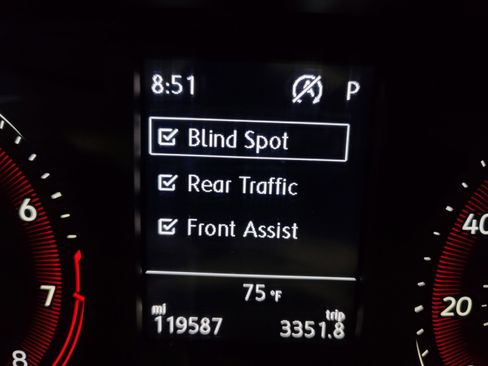 8:51 A P
Blind Spot
Rear Traffic
Front Assist
75 °F
mi trip
119587 3351.8
6
7
8
40
20